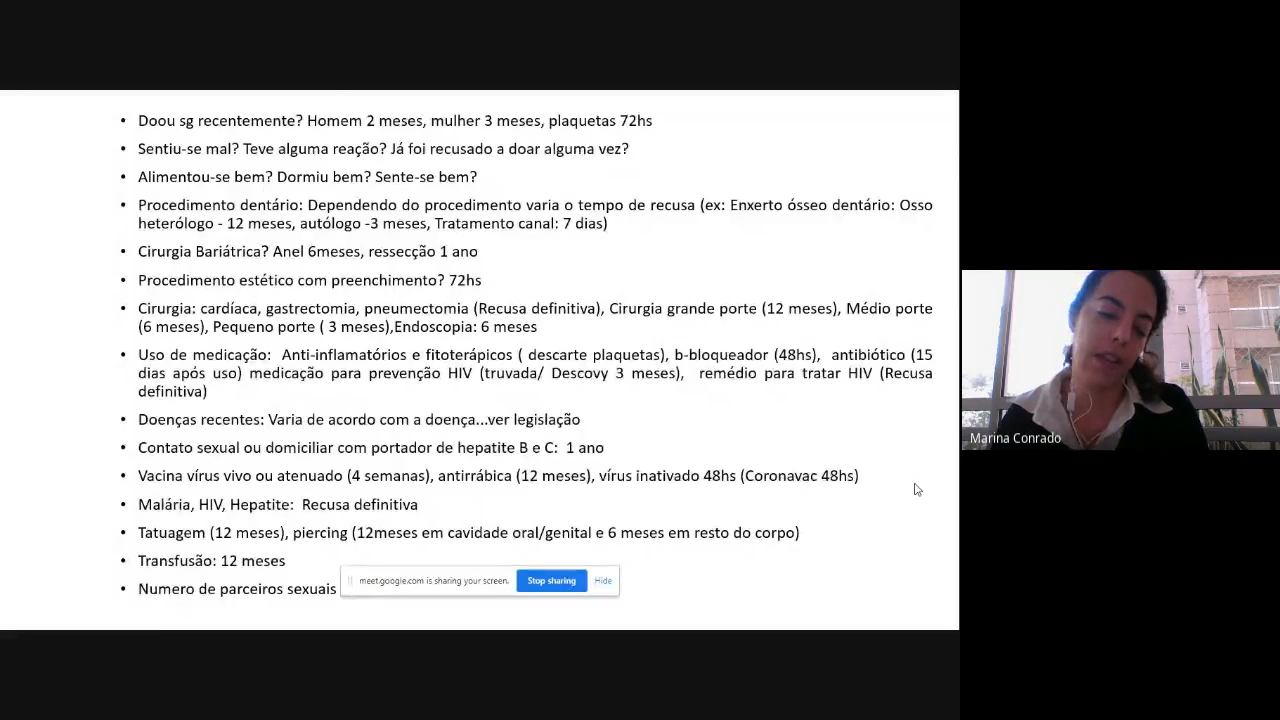 • Doou sg recentemente? Homem 2 meses, mulher 3 meses, plaquetas 72hs
• Sentiu-se mal? Teve alguma reação? Já foi recusado a doar alguma vez?
• Alimentou-se bem? Dormiu bem? Sente-se bem?
• Procedimento dentário: Dependendo do procedimento varia o tempo de recusa (ex: Enxerto ósseo dentário: Osso
heterólogo - 12 meses, autólogo -3 meses, Tratamento canal: 7 dias)
• Cirurgia Bariátrica? Anel 6meses, ressecção 1 ano
• Procedimento estético com preenchimento? 72hs
• Cirurgia: cardíaca, gastrectomia, pneumectomia (Recusa definitiva), Cirurgia grande porte (12 meses), Médio porte
(6 meses), Pequeno porte ( 3 meses),Endoscopia: 6 meses
• Uso de medicação: Anti-inflamatórios e fitoterápicos ( descarte plaquetas), b-bloqueador (48hs), antibiótico (15
dias após uso) medicação para prevenção HIV (truvada/ Descovy 3 meses), remédio para tratar HIV (Recusa
definitiva)
• Doenças recentes: Varia de acordo com a doença...ver legislação
• Contato sexual ou domiciliar com portador de hepatite B e C: 1 ano
• Vacina vírus vivo ou atenuado (4 semanas), antirrábica (12 meses), vírus inativado 48hs (Coronavac 48hs)
• Malária, HIV, Hepatite: Recusa definitiva
• Tatuagem (12 meses), piercing (12meses em cavidade oral/genital e 6 meses em resto do corpo)
• Transfusão: 12 meses
• Numero de parceiros sexuais
meet.google.com is sharing your screen.
Stop sharing
Hide
Marina Conrado